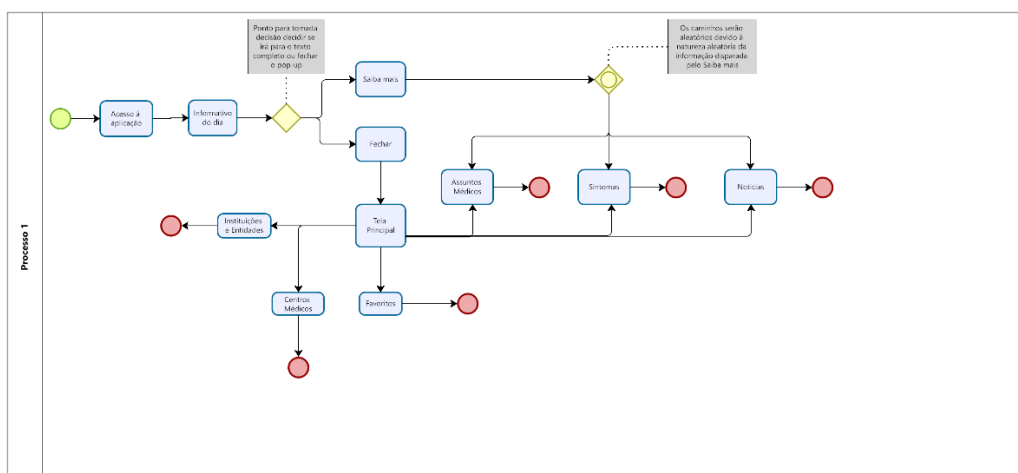 Ponto para tomada
decisão decidir se
irá para o texto
completo ou fechar
o pop-up
Os caminhos serão
aleatórios devido à
natureza aleatória da
informação disparada
pelo Saiba mais
Saiba mais
Acesso à
aplicação
Informativo
do dia
Fechar
Assuntos
Médicos
Sintomas
Notícias
Instituições
e Entidades
Tela
Principal
Centros
Médicos
Favoritos
Processo 1